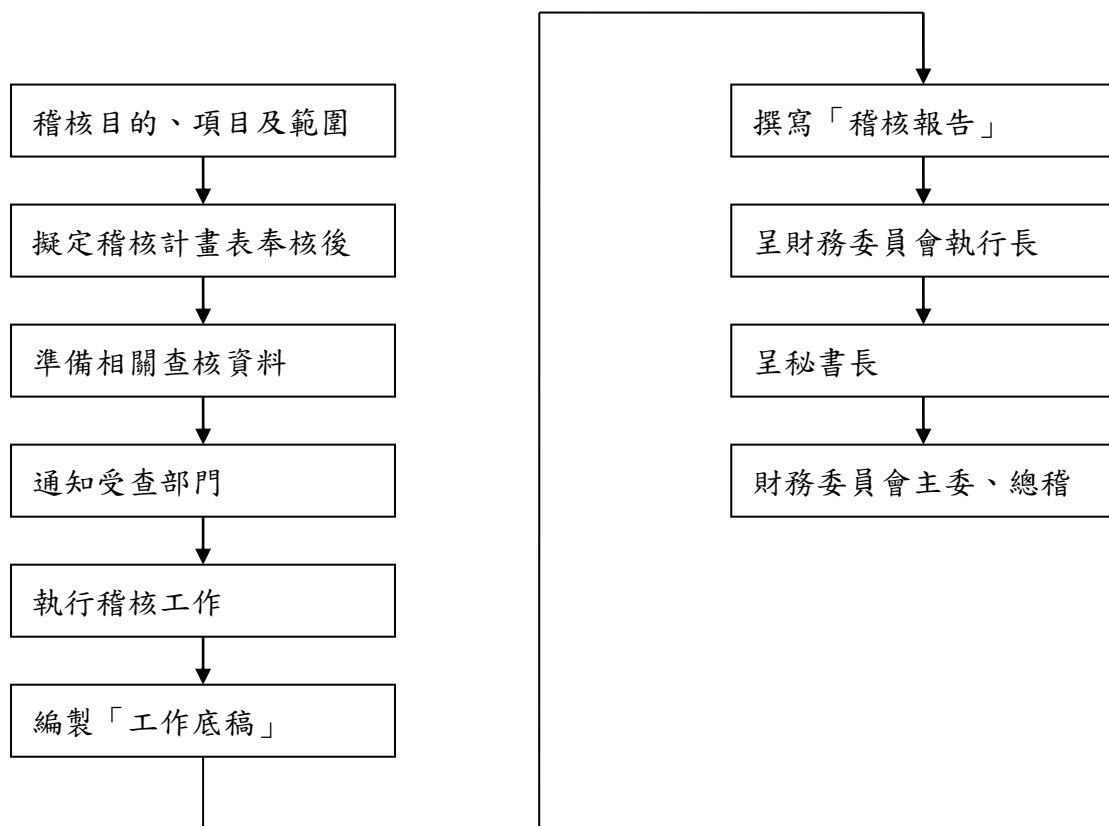 稽核目的、項目及範圍
擬定稽核計畫表奉核後
準備相關查核資料
通知受查部門
執行稽核工作
編製「工作底稿」
撰寫「稽核報告」
呈財務委員會執行長
呈秘書長
財務委員會主委、總稽